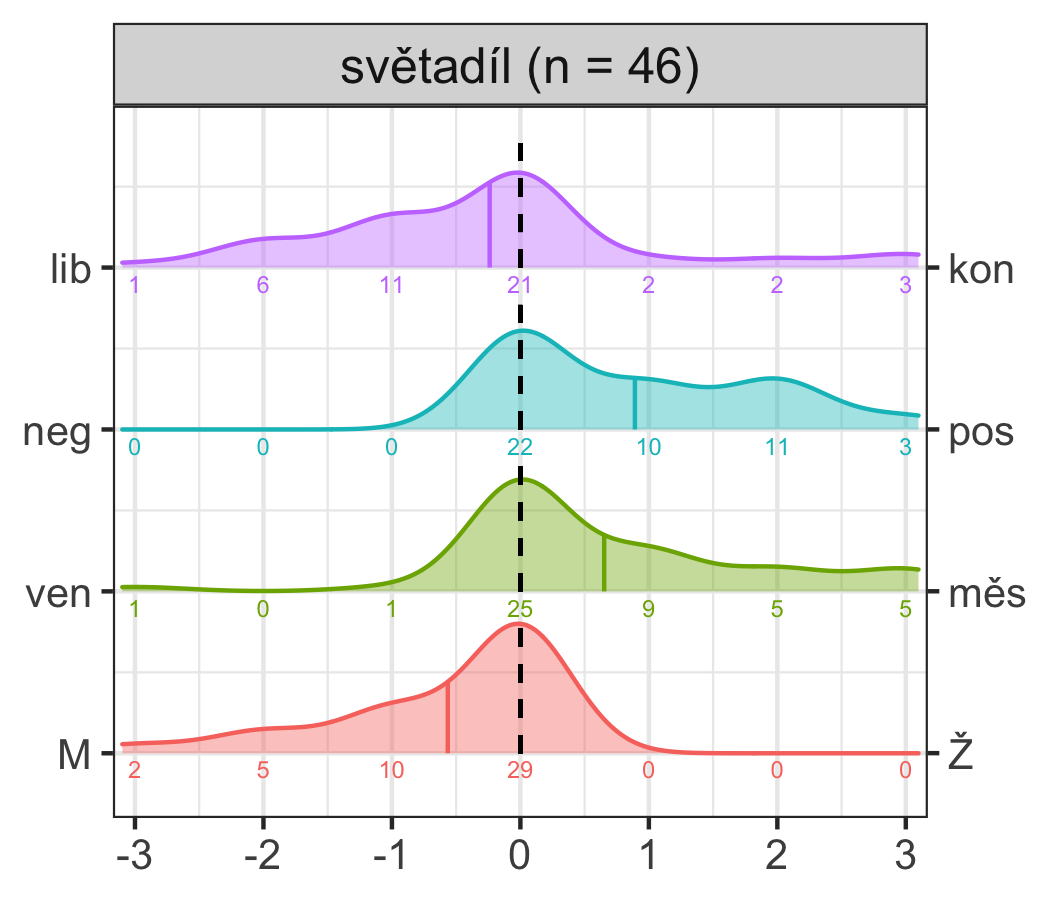 světadíl (n = 46)
lib kon
1 6 11 21 2 2 3
neg pos
0 0 0 22 10 11 3
ven měs
1 0 1 25 9 5 5
M Ž
2 5 10 29 0 0 0
-3 -2 -1 0 1 2 3